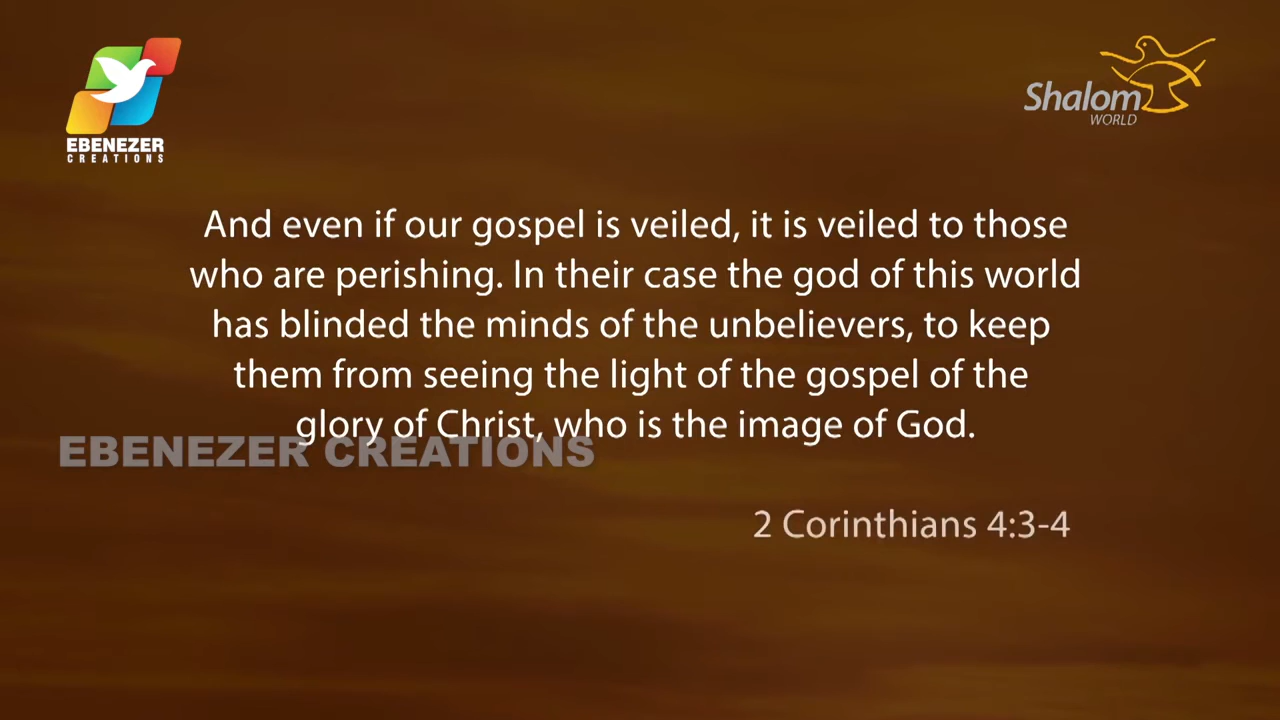 EBENEZER
CREATIONS
Shalom
WORLD
And even if our gospel is veiled, it is veiled to those
who are perishing. In their case the god of this world
has blinded the minds of the unbelievers, to keep
them from seeing the light of the gospel of the
glory of Christ, who is the image of God.
EBENEZER CREATIONS
2 Corinthians 4:3-4